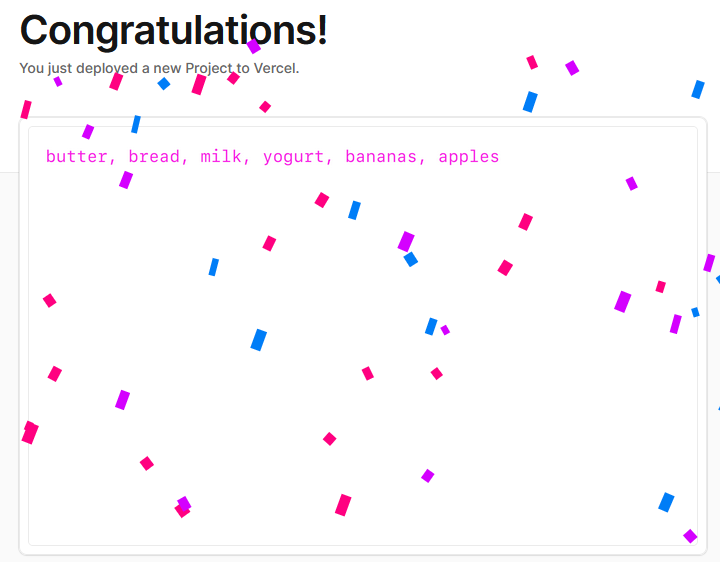 Congratulations!
You just deployed a new Project to Vercel.
butter, bread, milk, yogurt, bananas, apples